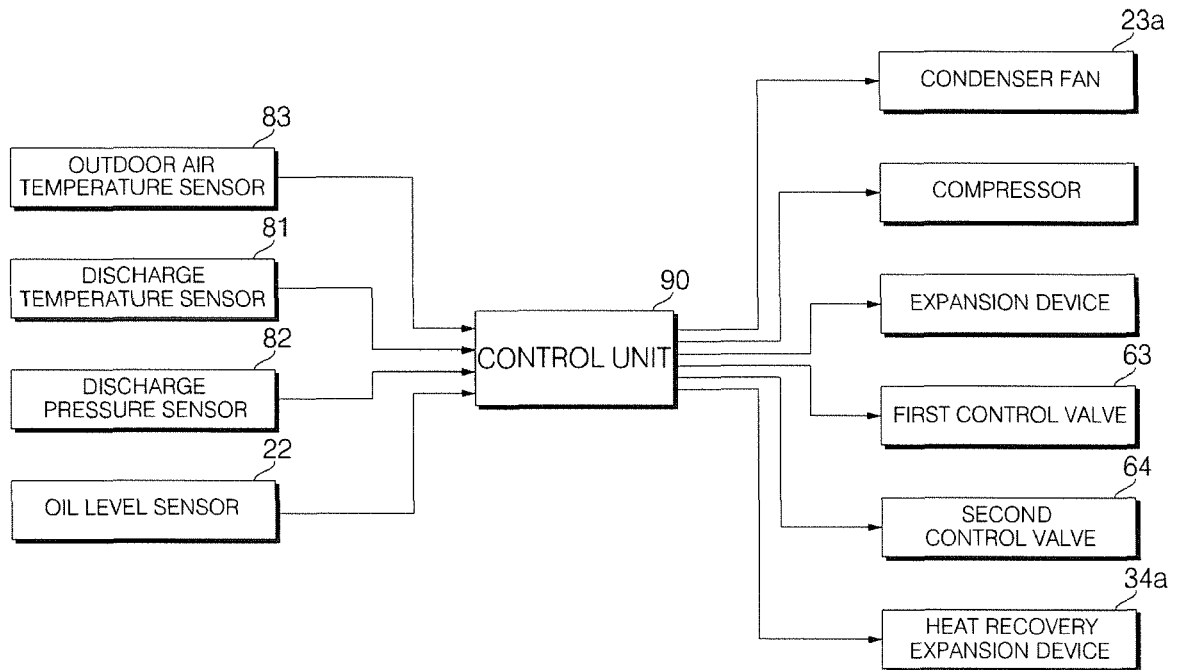 83
OUTDOOR AIR
TEMPERATURE SENSOR
81
DISCHARGE
TEMPERATURE SENSOR
82
DISCHARGE
PRESSURE SENSOR
22
OIL LEVEL SENSOR
90
CONTROL UNIT
23a
CONDENSER FAN
COMPRESSOR
EXPANSION DEVICE
63
FIRST CONTROL VALVE
64
SECOND
CONTROL VALVE
34a
HEAT RECOVERY
EXPANSION DEVICE